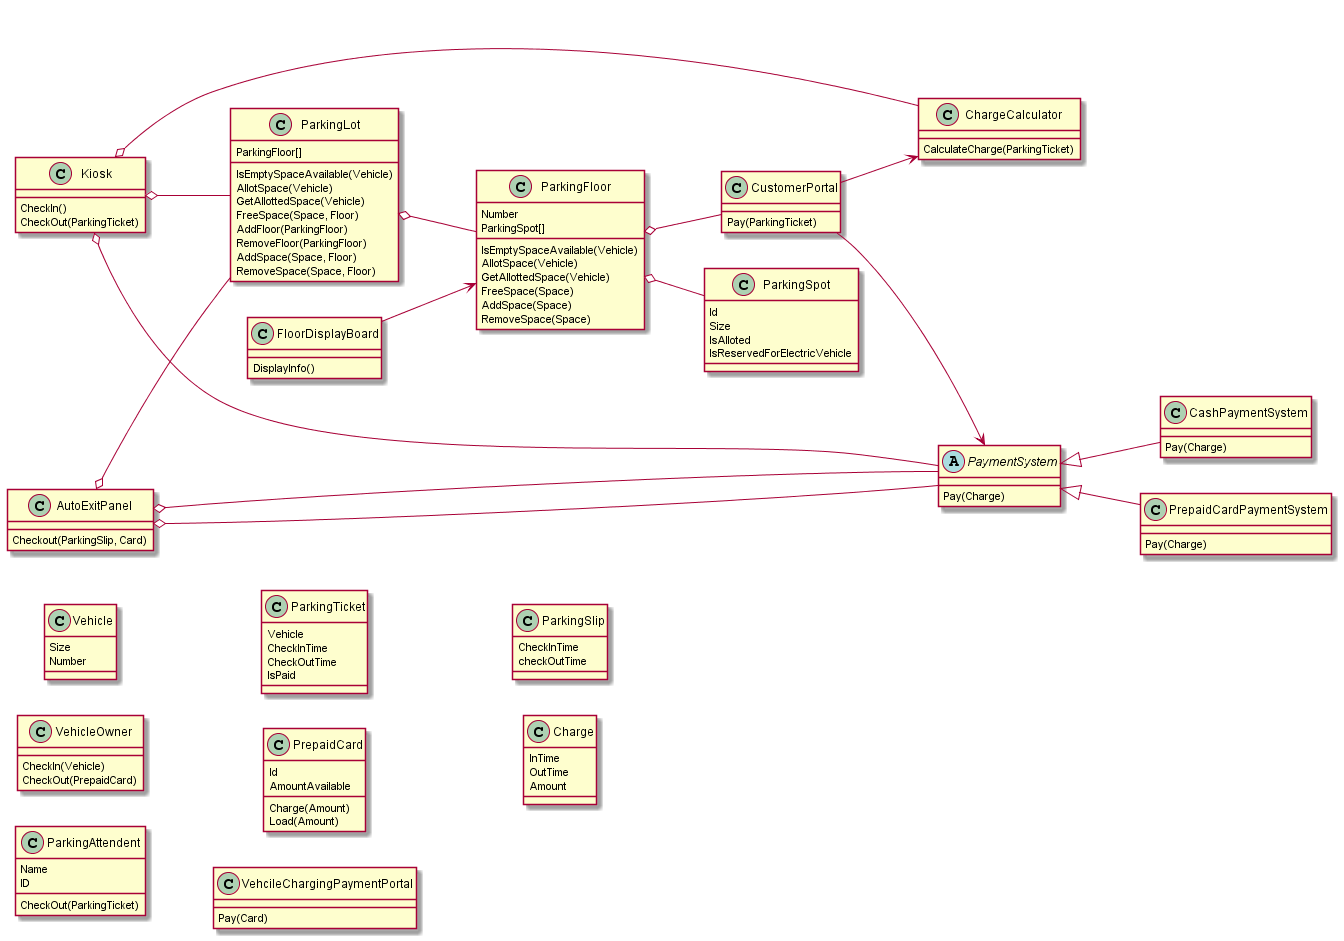 C Kiosk
CheckIn()
CheckOut(ParkingTicket)
C ParkingLot
ParkingFloor[]
IsEmptySpaceAvailable(Vehicle)
AllotSpace(Vehicle)
GetAllottedSpace(Vehicle)
FreeSpace(Space, Floor)
AddFloor(ParkingFloor)
RemoveFloor(ParkingFloor)
AddSpace(Space, Floor)
RemoveSpace(Space, Floor)
C ParkingFloor
Number
ParkingSpot[]
IsEmptySpaceAvailable(Vehicle)
AllotSpace(Vehicle)
GetAllottedSpace(Vehicle)
FreeSpace(Space)
AddSpace(Space)
RemoveSpace(Space)
C CustomerPortal
Pay(ParkingTicket)
C ChargeCalculator
CalculateCharge(ParkingTicket)
C FloorDisplayBoard
DisplayInfo()
C ParkingSpot
Id
Size
IsAlloted
IsReservedForElectricVehicle
A PaymentSystem
Pay(Charge)
C CashPaymentSystem
Pay(Charge)
C PrepaidCardPaymentSystem
Pay(Charge)
C AutoExitPanel
Checkout(ParkingSlip, Card)
C Vehicle
Size
Number
C ParkingTicket
Vehicle
CheckInTime
CheckOutTime
IsPaid
C ParkingSlip
CheckInTime
checkOutTime
C VehicleOwner
CheckIn(Vehicle)
CheckOut(PrepaidCard)
C PrepaidCard
Id
AmountAvailable
Charge(Amount)
Load(Amount)
C Charge
InTime
OutTime
Amount
C ParkingAttendent
Name
ID
CheckOut(ParkingTicket)
C VehcileChargingPaymentPortal
Pay(Card)